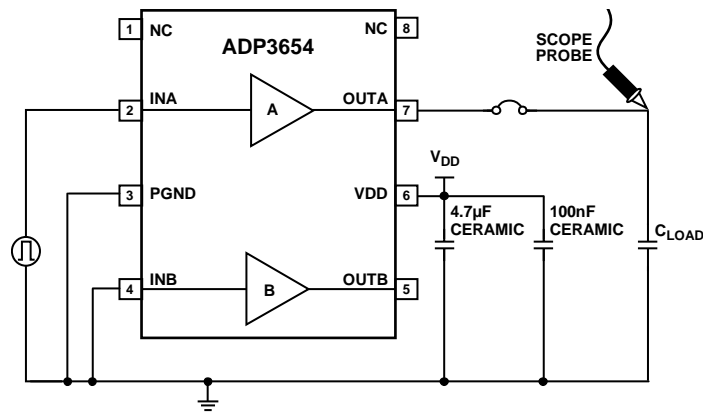 1
NC
ADP3654
NC
8
SCOPE
PROBE
2
INA
A
OUTA
7
3
PGND
VDD
6
VDD
4.7µF
CERAMIC
100nF
CERAMIC
CLOAD
4
INB
B
OUTB
5